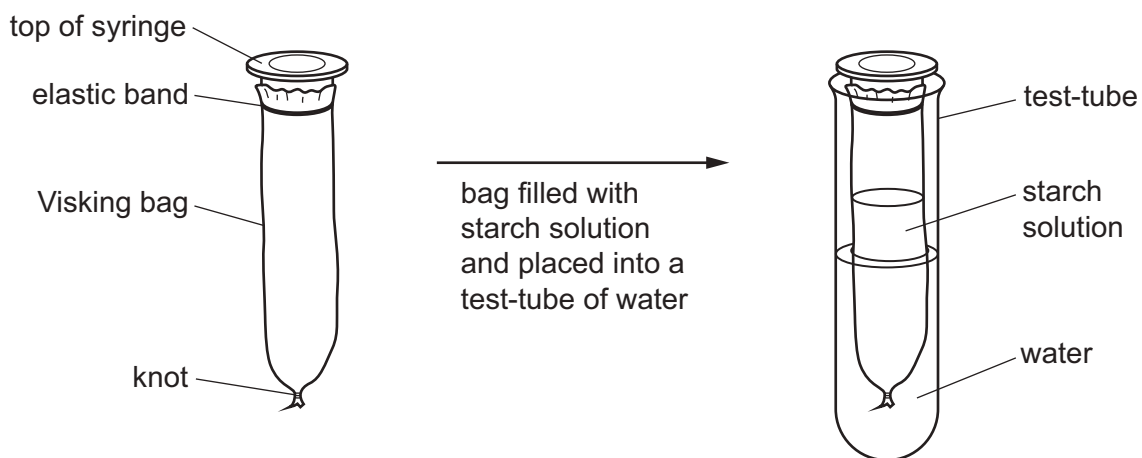 top of syringe
elastic band
Visking bag
knot
bag filled with
starch solution
and placed into a
test-tube of water
test-tube
starch
solution
water